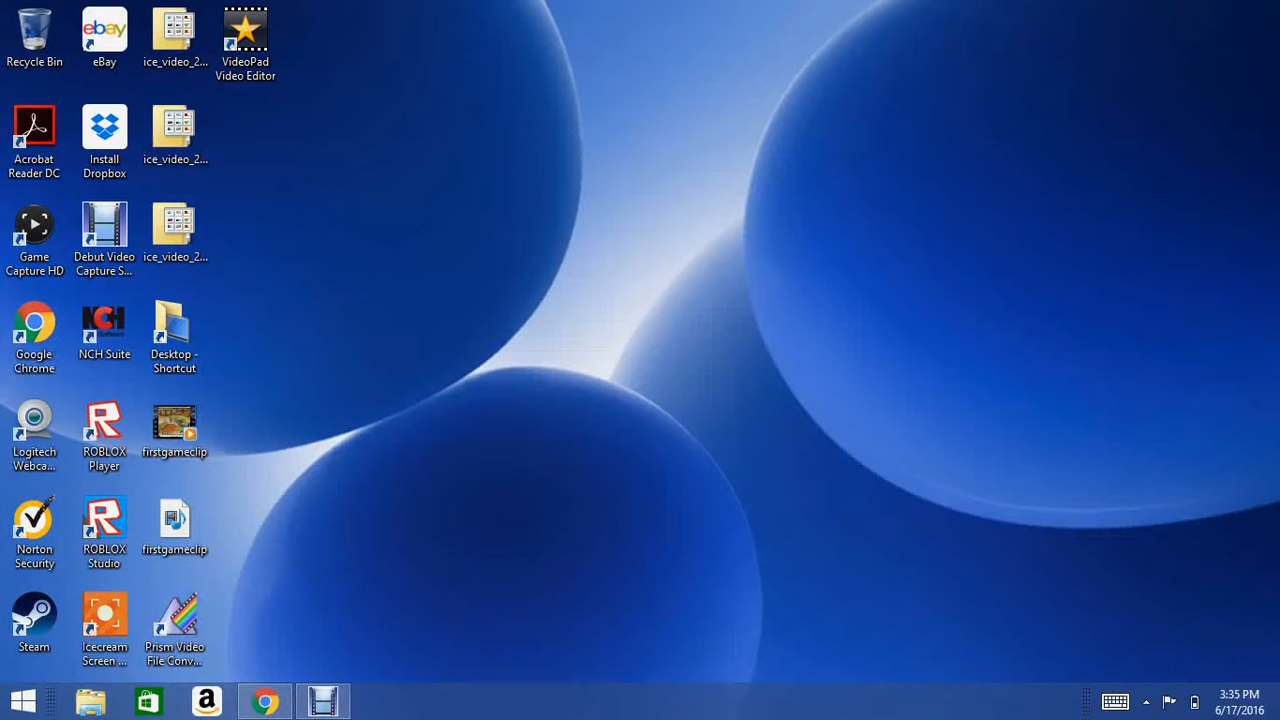 Recycle Bin
ebay
eBay
ice_video_2...
VideoPad
Video Editor
Acrobat
Reader DC
Install
Dropbox
ice_video_2...
Game
Capture HD
Debut Video
Capture S...
ice_video_2...
Google
Chrome
NCH
NCH Suite
Desktop -
Shortcut
Logitech
Webca...
ROBLOX
Player
firstgameclip
Norton
Security
ROBLOX
Studio
firstgameclip
Steam
Icecream
Screen ...
Prism Video
File Conv...
a
3:35 PM
6/17/2016